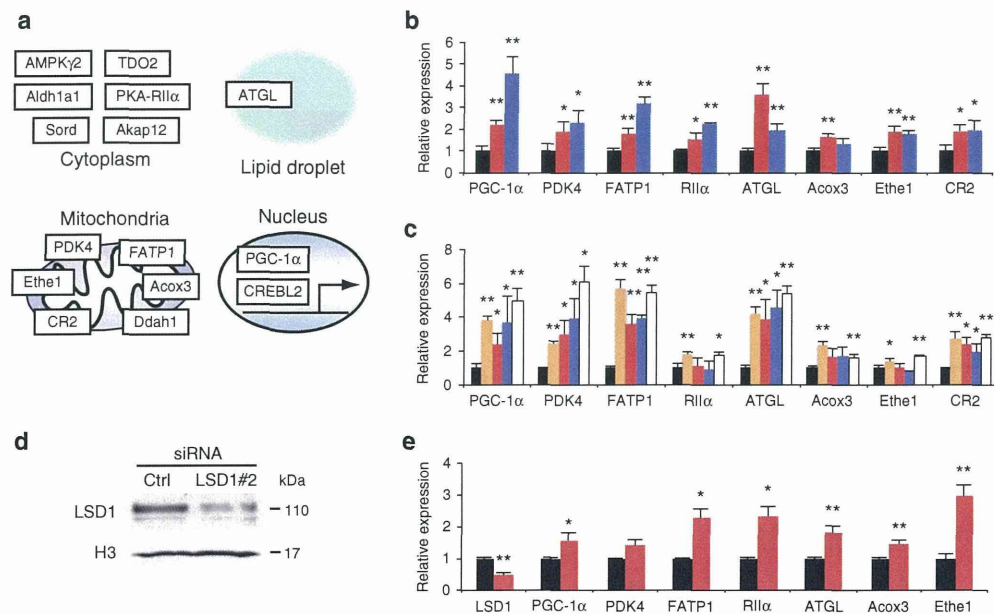 a
AMPKγ2
TDO2
Aldh1a1
PKA-RIIα
Sord
Akap12
Cytoplasm
ATGL
Lipid droplet
Mitochondria
PDK4
FATP1
Ethe1
Acox3
CR2
Ddah1
Nucleus
PGC-1α
CREBL2
b
Relative expression
6
5
4
3
2
1
0
** ** * * ** ** * ** ** ** ** ** ** * *
PGC-1α PDK4 FATP1 RIIα ATGL Acox3 Ethe1 CR2
c
Relative expression
8
6
4
2
0
** * * ** ** * * * ** ** ** ** ** * ** * * ** ** ** * ** ** * * **
PGC-1α PDK4 FATP1 RIIα ATGL Acox3 Ethe1 CR2
d
siRNA
Ctrl LSD1#2 kDa
LSD1 110
H3 17
e
Relative expression
4
3
2
1
0
** * * * ** ** **
LSD1 PGC-1α PDK4 FATP1 RIIα ATGL Acox3 Ethe1